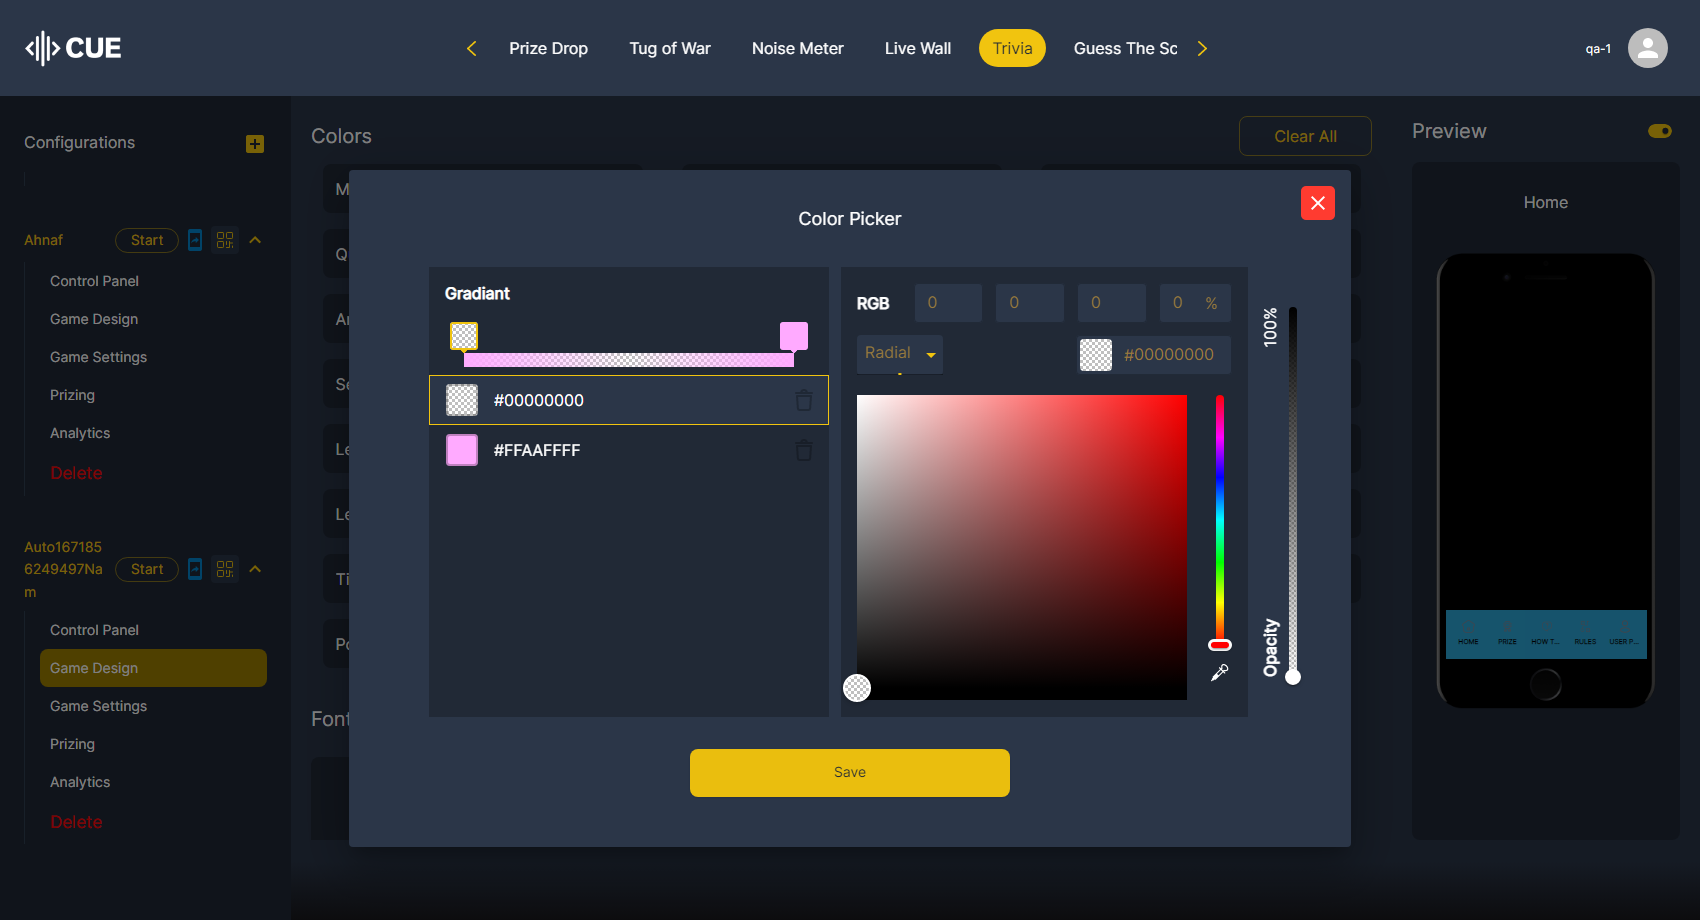 CUE
Prize Drop
Tug of War
Noise Meter
Live Wall
Trivia
Guess The Sc
qa-1
Configurations
Ahnaf
Start
Control Panel
Game Design
Game Settings
Prizing
Analytics
Delete
Auto167185
6249497Na
m
Start
Control Panel
Game Design
Game Settings
Prizing
Analytics
Delete
Colors
Clear All
M
Q
Se
Le
Le
Ti
Po
Font
Color Picker
Gradiant
#00000000
#FFAAFFFF
RGB
0
0
0
0 %
Radial
#00000000
100%
Opacity
Save
Preview
Home
HOME
PRIZE
HOW T...
RULES
USER P...